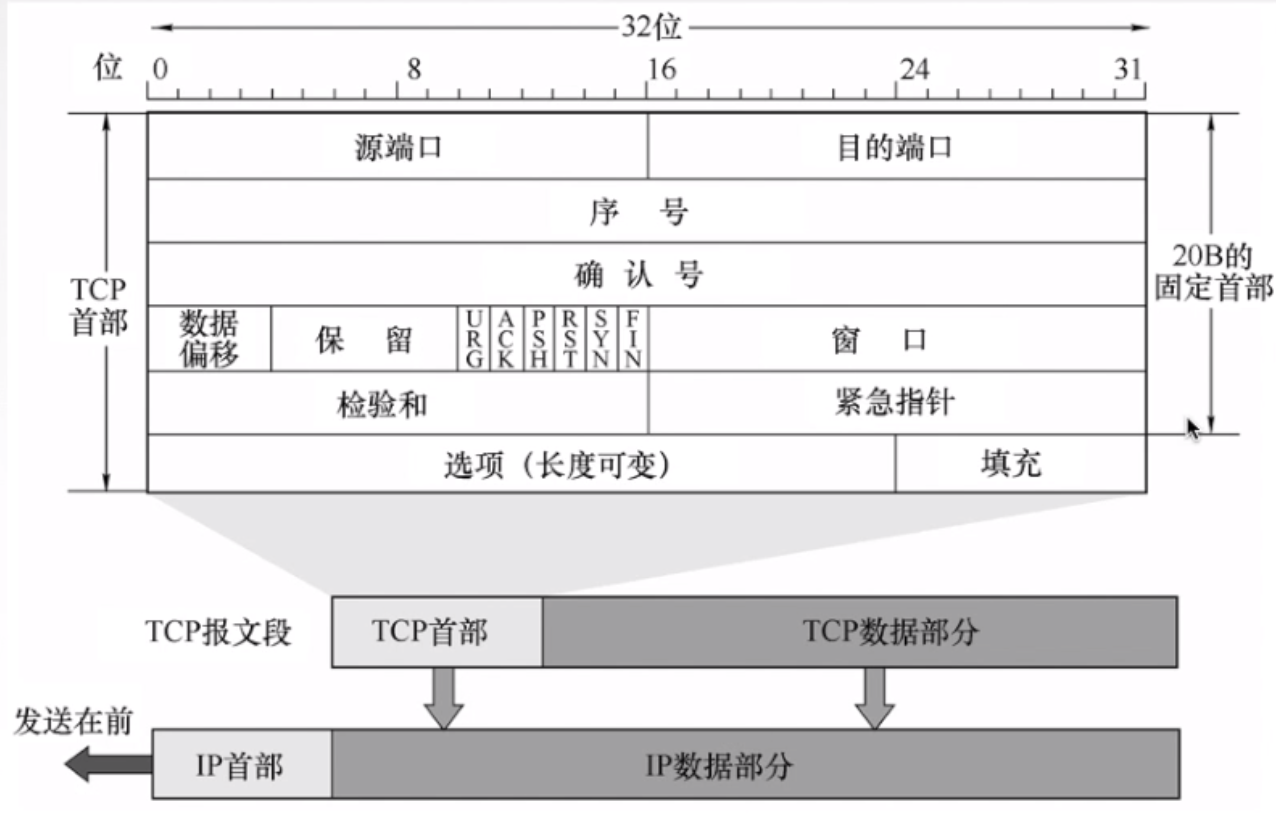 32位
位 0 8 16 24 31
源端口 目的端口
序 号
确 认 号
TCP
首部
20B的
固定首部
数据
偏移
保 留
URG
ACK
PSH
RST
SYN
FIN
窗 口
检验和 紧急指针
选项（长度可变） 填充
TCP报文段 TCP首部 TCP数据部分
发送在前
IP首部 IP数据部分